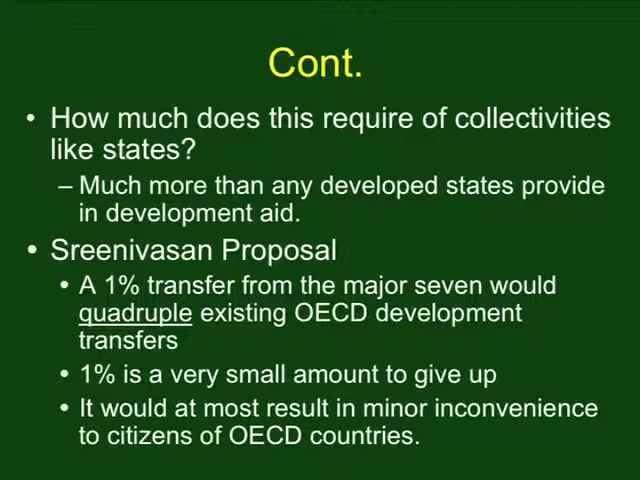 Cont.
• How much does this require of collectivities
like states?
– Much more than any developed states provide
in development aid.
• Sreenivasan Proposal
• A 1% transfer from the major seven would
quadruple existing OECD development
transfers
• 1% is a very small amount to give up
• It would at most result in minor inconvenience
to citizens of OECD countries.